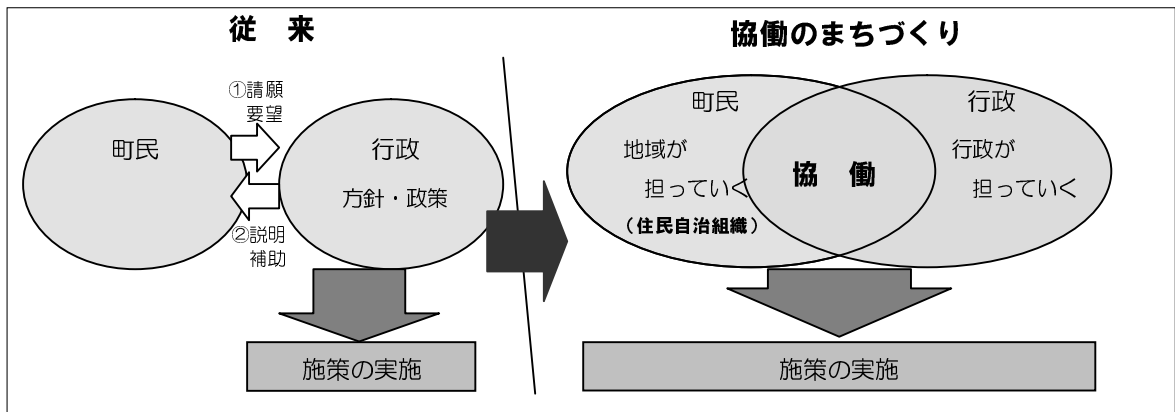 従　来
①請願
要望
町民
行政
方針・政策
②説明
補助
施策の実施
協働のまちづくり
町民
行政
地域が
担っていく
（住民自治組織）
協　働
行政が
担っていく
施策の実施